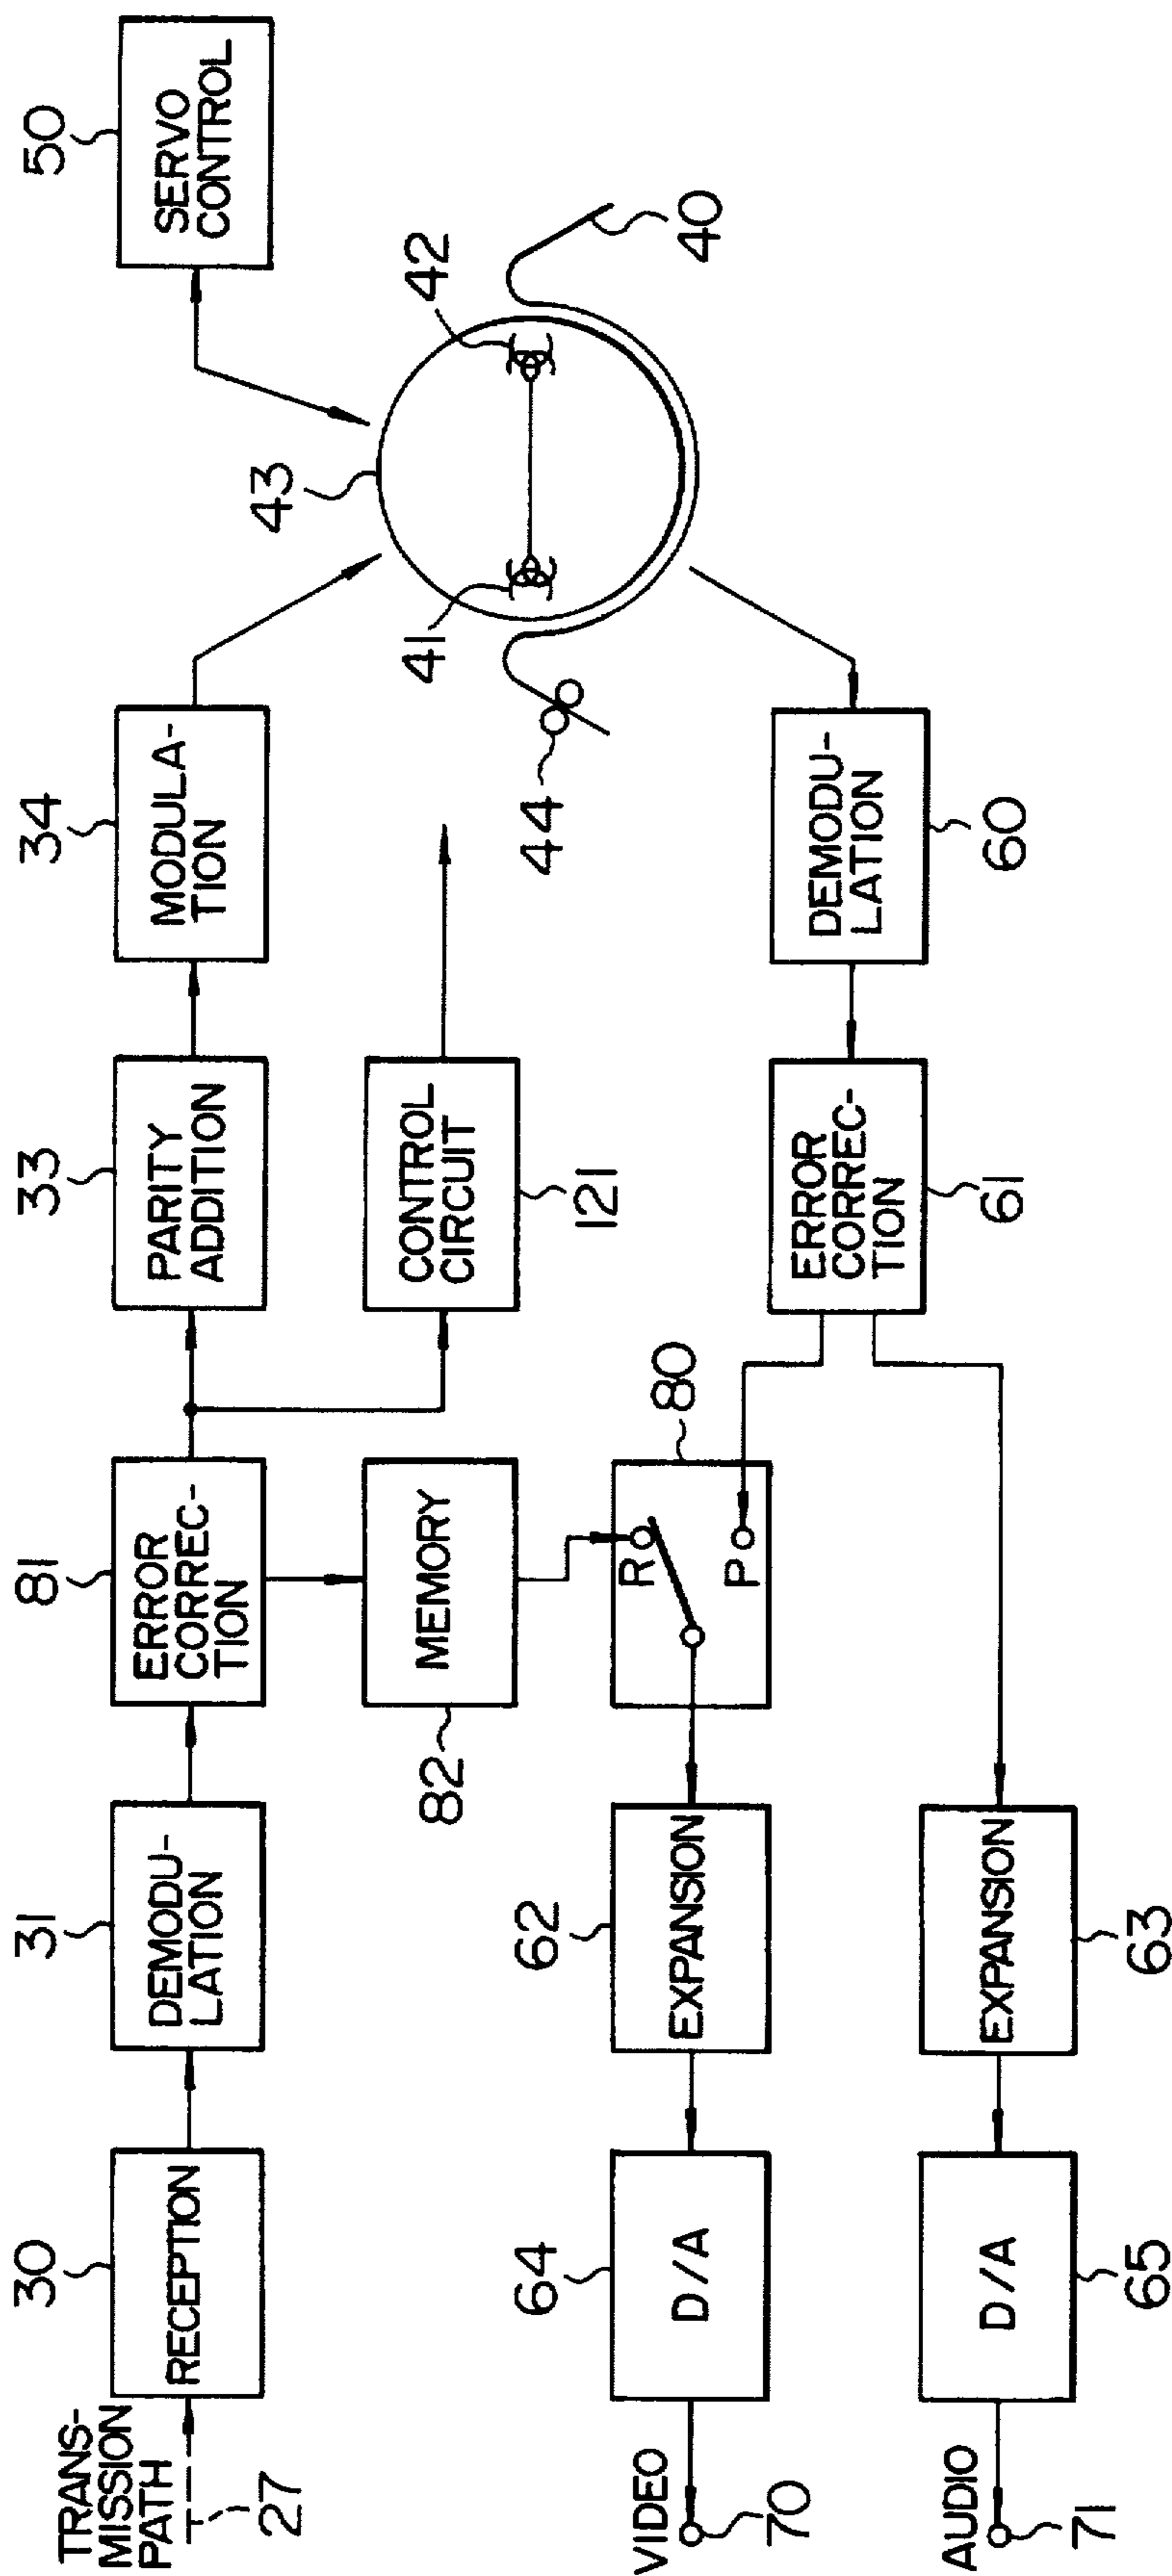 TRANS-
MISSION
PATH
27
30
RECEPTION
31
DEMODU-
LATION
81
ERROR
CORREC-
TION
33
PARITY
ADDITION
34
MODULA-
TION
50
SERVO
CONTROL
82
MEMORY
121
CONTROL
CIRCUIT
43
41
42
44
40
80
R
P
VIDEO
70
64
D/A
62
EXPANSION
61
ERROR
CORREC-
TION
60
DEMODU-
LATION
AUDIO
71
65
D/A
63
EXPANSION